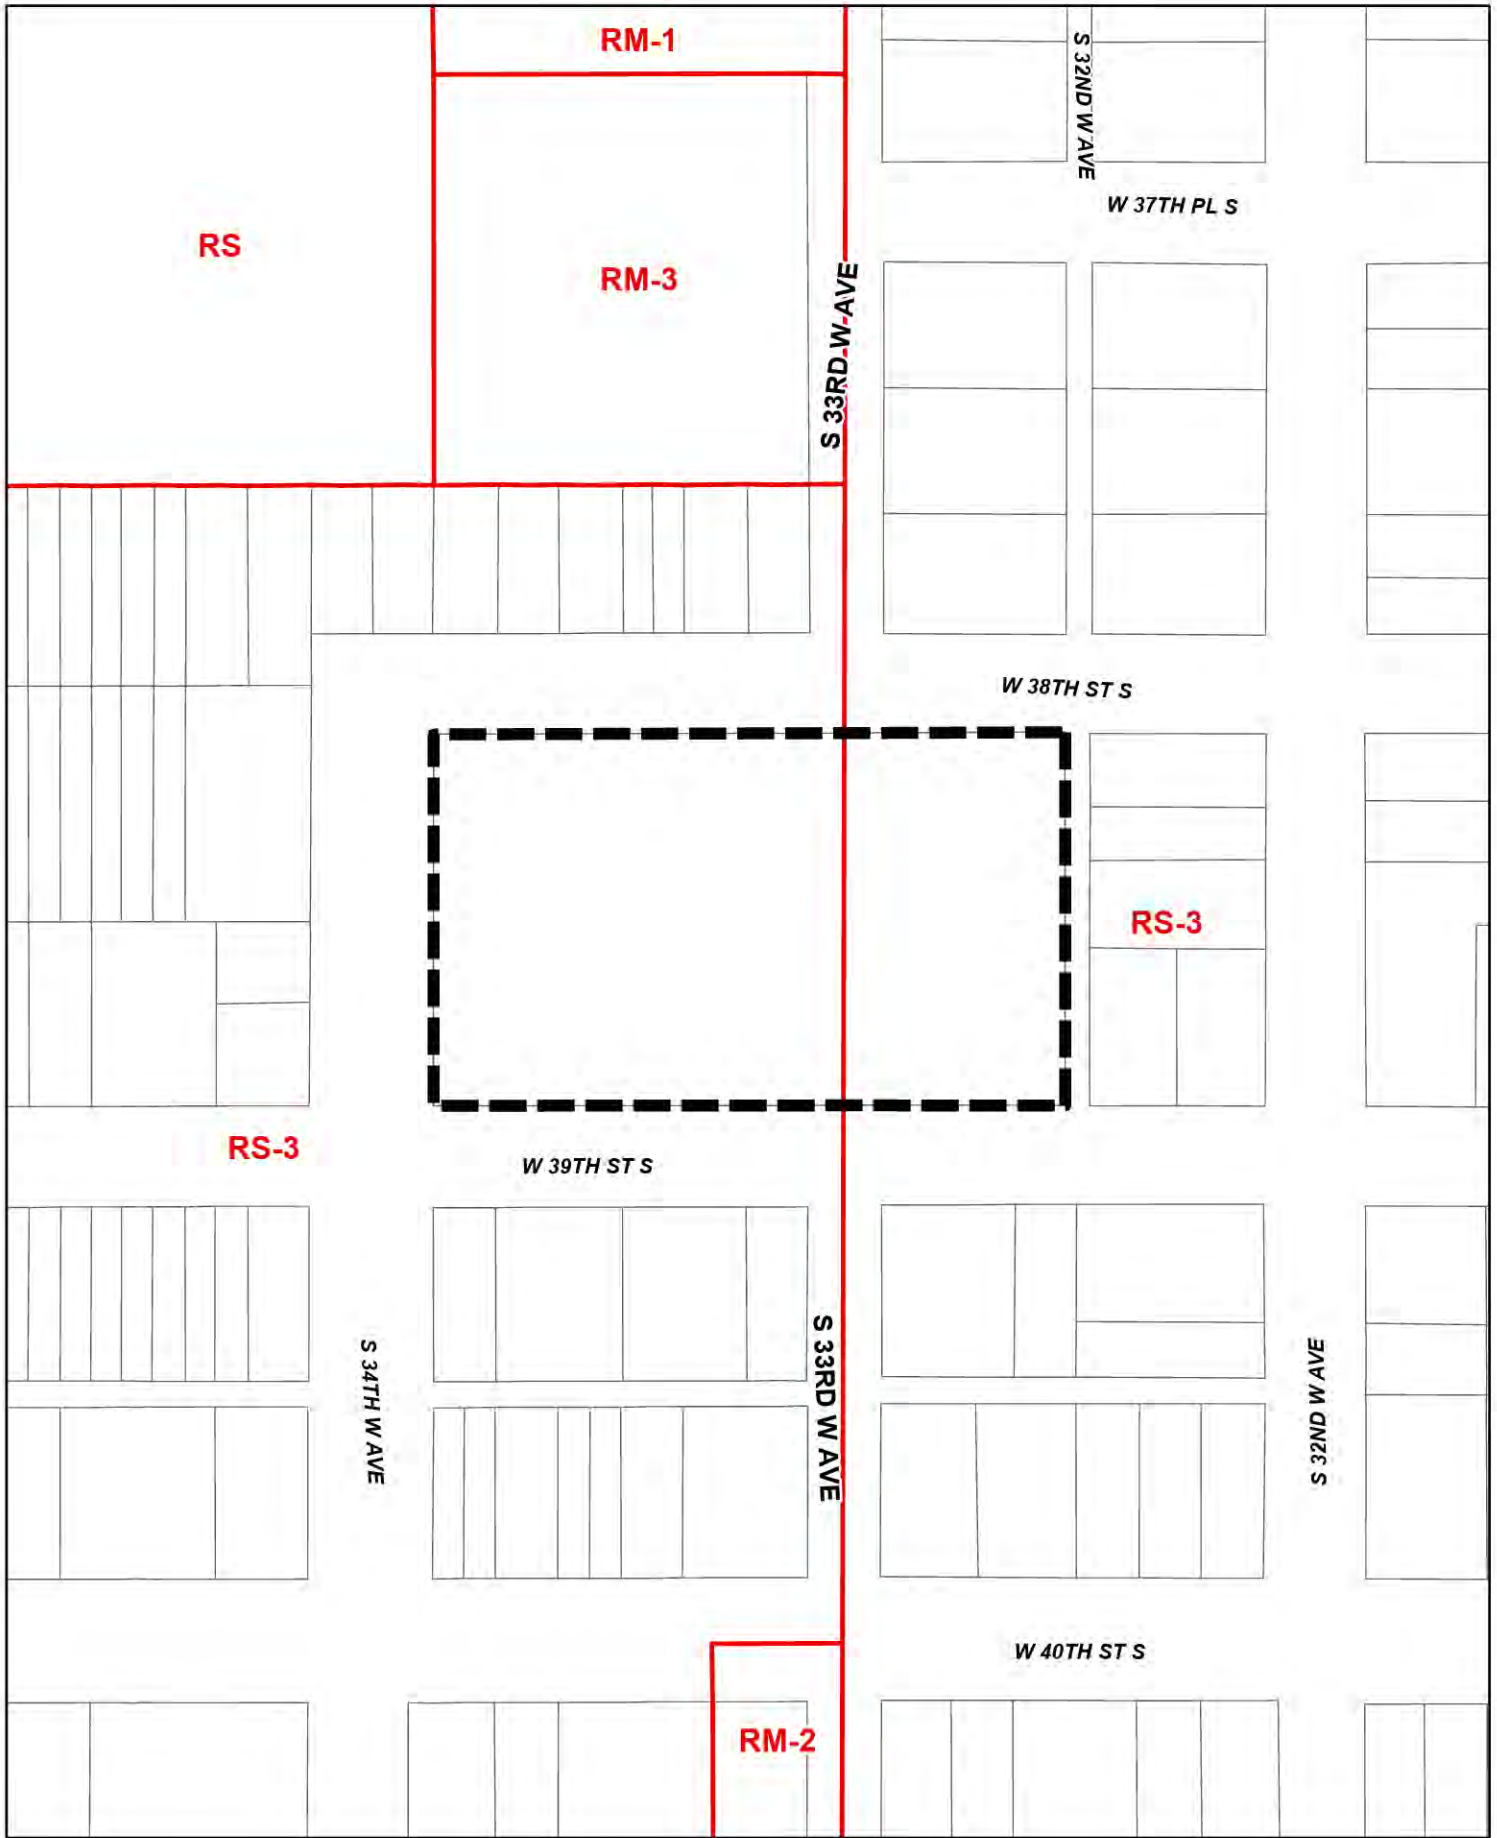 RM-1
S 32ND W AVE
W 37TH PL S
RS
RM-3
S 33RD W AVE
W 38TH ST S
RS-3
RS-3
W 39TH ST S
S 34TH W AVE
S 33RD W AVE
S 32ND W AVE
W 40TH ST S
RM-2